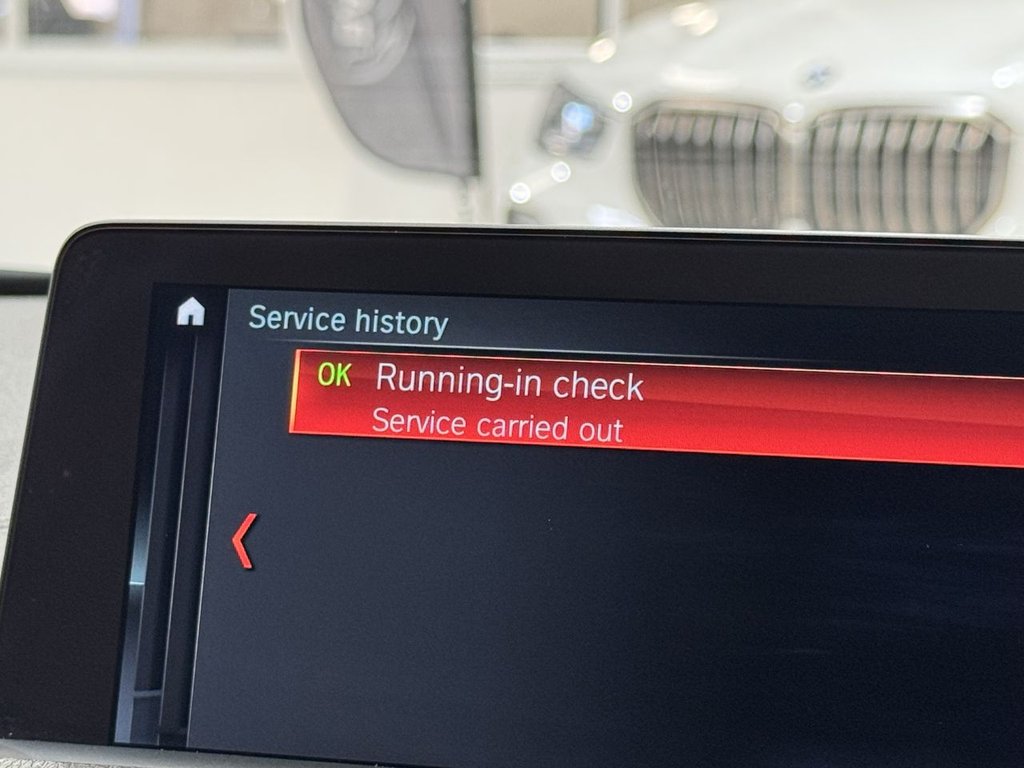 Service history
OK Running-in check
Service carried out